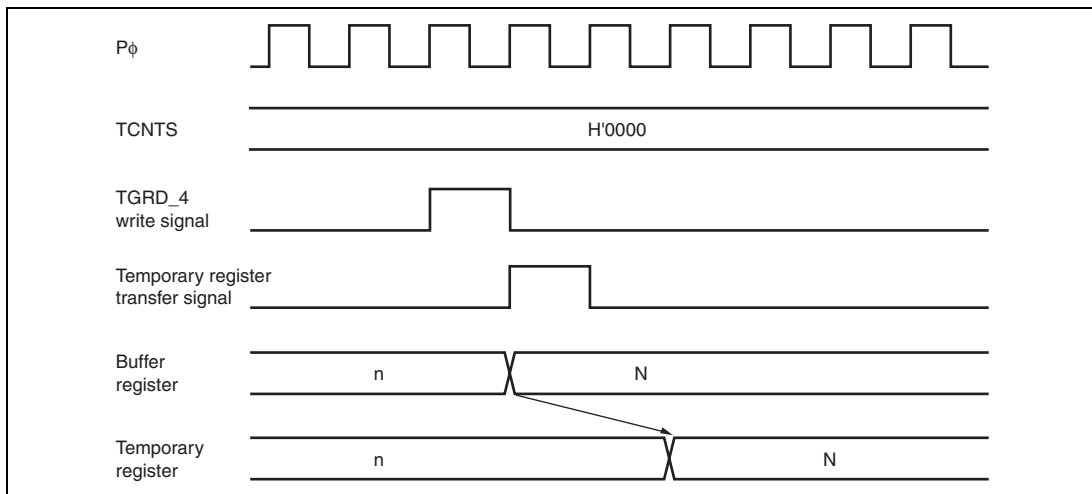 Pϕ
TCNTS
H'0000
TGRD_4
write signal
Temporary register
transfer signal
Buffer
register
n
N
Temporary
register
n
N